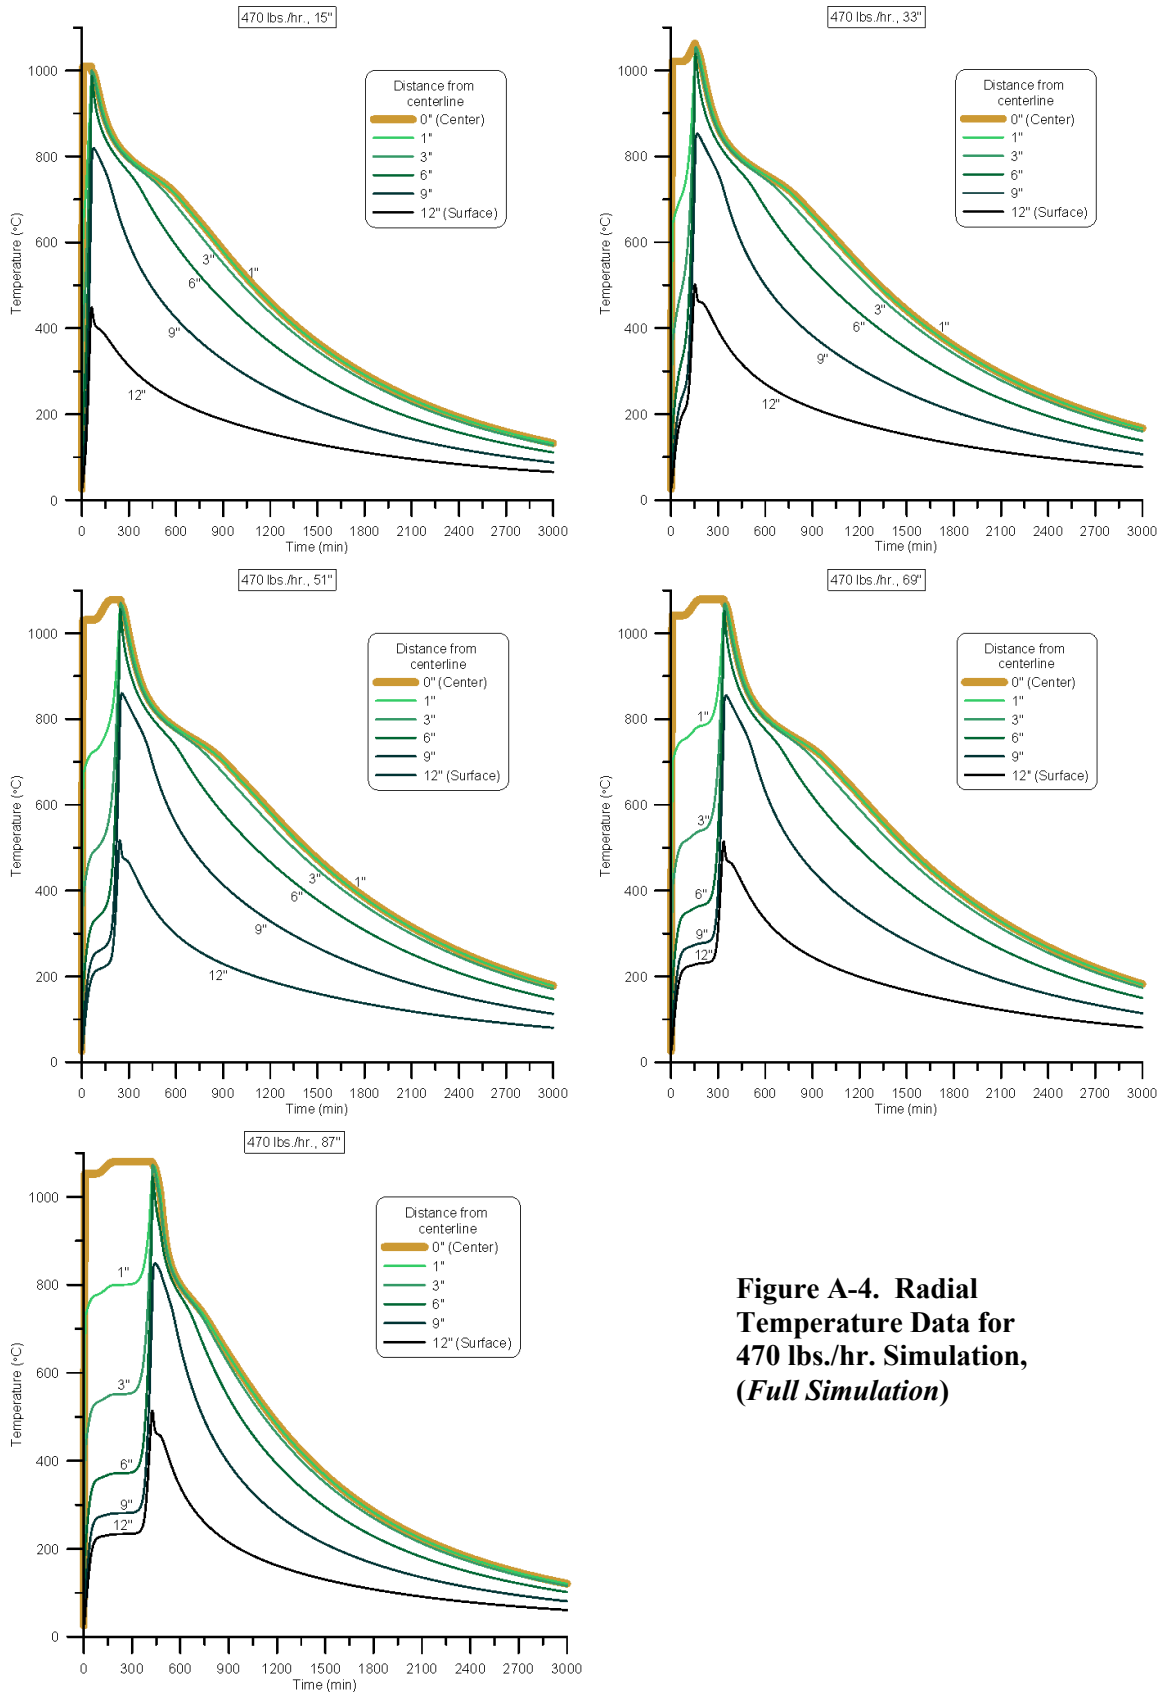 470 lbs./hr., 15"
Temperature (°C)
1000
800
600
400
200
0
Distance from
centerline
0" (Center)
1"
3"
6"
9"
12" (Surface)
1"
3"
6"
9"
12"
0 300 600 900 1200 1500 1800 2100 2400 2700 3000
Time (min)
470 lbs./hr., 33"
Temperature (°C)
1000
800
600
400
200
0
Distance from
centerline
0" (Center)
1"
3"
6"
9"
12" (Surface)
1"
3"
6"
9"
12"
0 300 600 900 1200 1500 1800 2100 2400 2700 3000
Time (min)
470 lbs./hr., 51"
Temperature (°C)
1000
800
600
400
200
0
Distance from
centerline
0" (Center)
1"
3"
6"
9"
12" (Surface)
1"
3"
6"
9"
12"
0 300 600 900 1200 1500 1800 2100 2400 2700 3000
Time (min)
470 lbs./hr., 69"
Temperature (°C)
1000
800
600
400
200
0
Distance from
centerline
0" (Center)
1"
3"
6"
9"
12" (Surface)
1"
3"
6"
9"
12"
0 300 600 900 1200 1500 1800 2100 2400 2700 3000
Time (min)
470 lbs./hr., 87"
Temperature (°C)
1000
800
600
400
200
0
Distance from
centerline
0" (Center)
1"
3"
6"
9"
12" (Surface)
1"
3"
6"
9"
12"
0 300 600 900 1200 1500 1800 2100 2400 2700 3000
Time (min)
Figure A-4. Radial
Temperature Data for
470 lbs./hr. Simulation,
(Full Simulation)